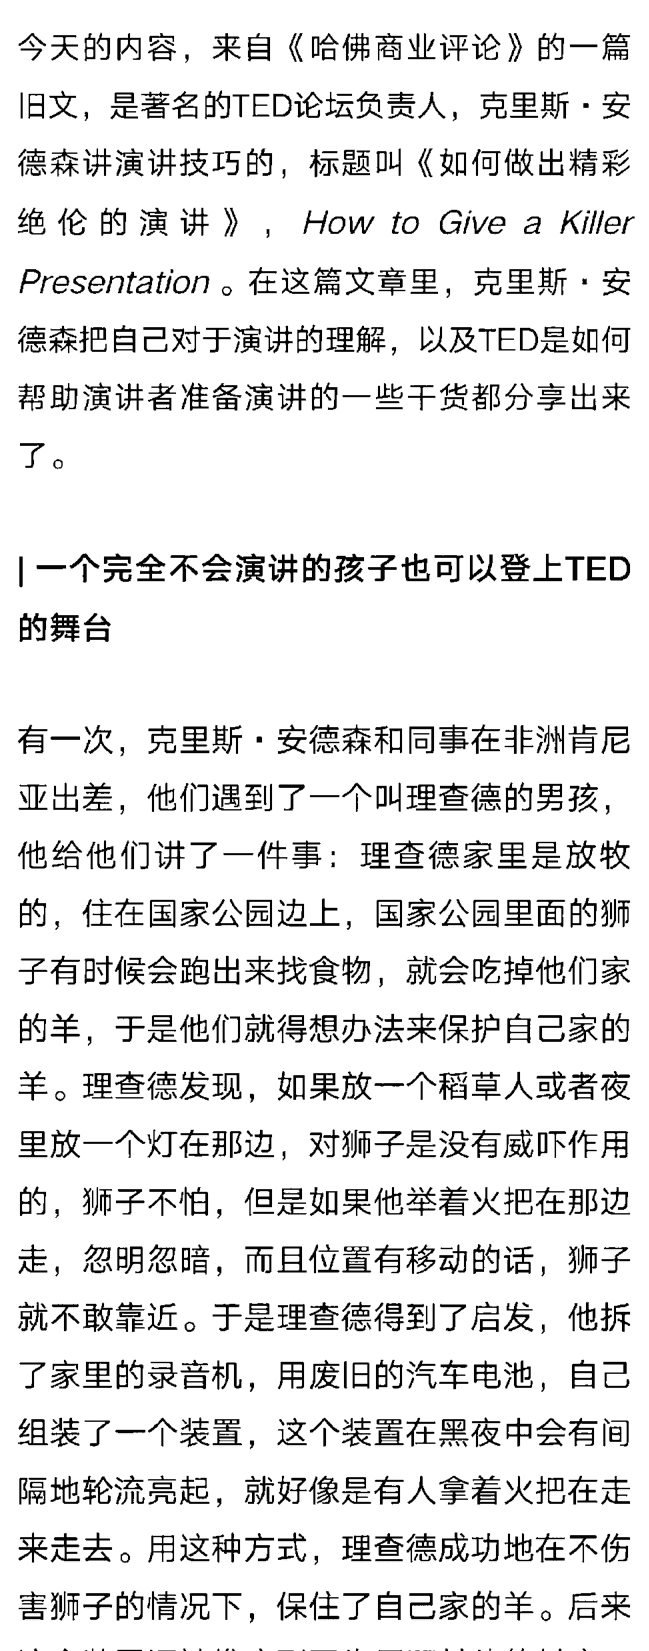 今天的内容，来自《哈佛商业评论》的一篇
旧文，是著名的TED论坛负责人，克里斯·安
德森讲演讲技巧的，标题叫《如何做出精彩
绝伦的演讲》，How to Give a Killer
Presentation。在这篇文章里，克里斯·安
德森把自己对于演讲的理解，以及TED是如何
帮助演讲者准备演讲的一些干货都分享出来
了。
| 一个完全不会演讲的孩子也可以登上TED
的舞台
有一次，克里斯·安德森和同事在非洲肯尼
亚出差，他们遇到了一个叫理查德的男孩，
他给他们讲了一件事：理查德家里是放牧
的，住在国家公园边上，国家公园里面的狮
子有时候会跑出来找食物，就会吃掉他们家
的羊，于是他们就得想办法来保护自己家的
羊。理查德发现，如果放一个稻草人或者夜
里放一个灯在那边，对狮子是没有威吓作用
的，狮子不怕，但是如果他举着火把在那边
走，忽明忽暗，而且位置有移动的话，狮子
就不敢靠近。于是理查德得到了启发，他拆
了家里的录音机，用废旧的汽车电池，自己
组装了一个装置，这个装置在黑夜中会有间
隔地轮流亮起，就好像是有人拿着火把在走
来走去。用这种方式，理查德成功地在不伤
害狮子的情况下，保住了自己家的羊。后来